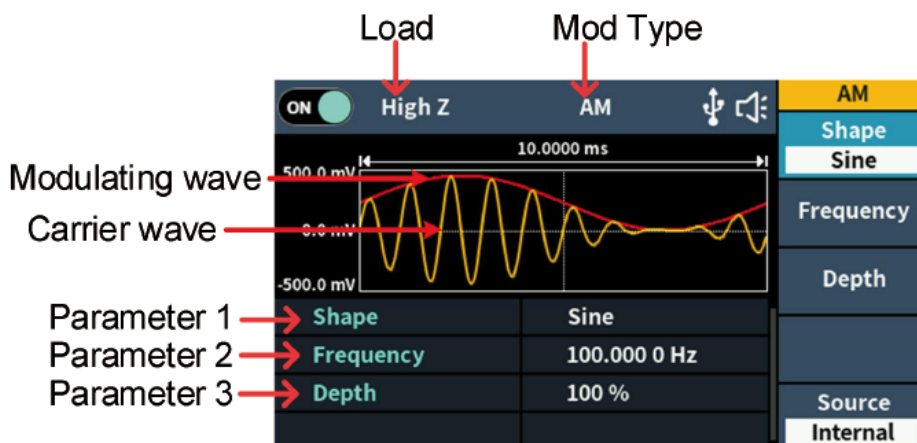 Load Mod Type
ON High Z AM AM
Shape
Sine
10.0000 ms
Modulating wave 500.0 mV
Frequency
Carrier wave 0.0 mV
Depth
-500.0 mV
Parameter 1 Shape Sine
Parameter 2 Frequency 100.000 0 Hz
Parameter 3 Depth 100 %
Source
Internal